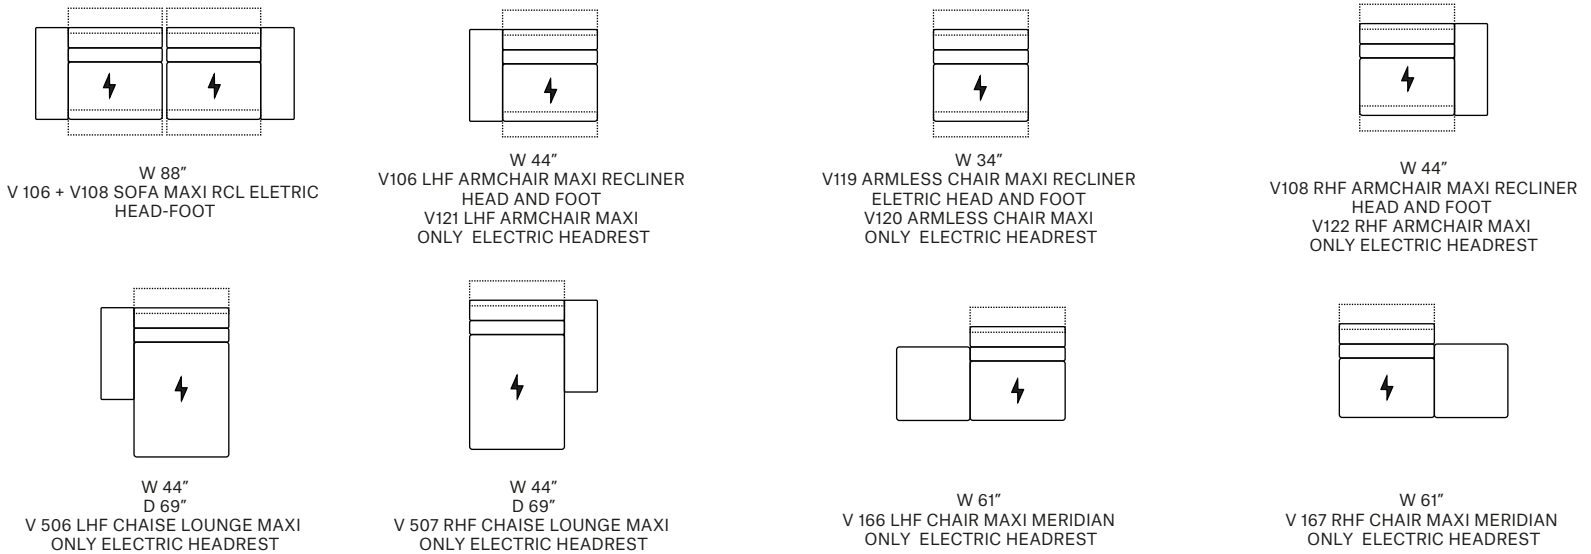 W 88″
V 106 + V108 SOFA MAXI RCL ELETRIC
HEAD-FOOT
W 44″
V106 LHF ARMCHAIR MAXI RECLINER
HEAD AND FOOT
V121 LHF ARMCHAIR MAXI
ONLY  ELECTRIC HEADREST
W 34″
V119 ARMLESS CHAIR MAXI RECLINER
ELETRIC HEAD AND FOOT
V120 ARMLESS CHAIR MAXI
ONLY  ELECTRIC HEADREST
W 44″
V108 RHF ARMCHAIR MAXI RECLINER
HEAD AND FOOT
V122 RHF ARMCHAIR MAXI
ONLY ELECTRIC HEADREST
W 44″
D 69″
V 506 LHF CHAISE LOUNGE MAXI
ONLY ELECTRIC HEADREST
W 44″
D 69″
V 507 RHF CHAISE LOUNGE MAXI
ONLY ELECTRIC HEADREST
W 61″
V 166 LHF CHAIR MAXI MERIDIAN
ONLY  ELECTRIC HEADREST
W 61″
V 167 RHF CHAIR MAXI MERIDIAN
ONLY  ELECTRIC HEADREST